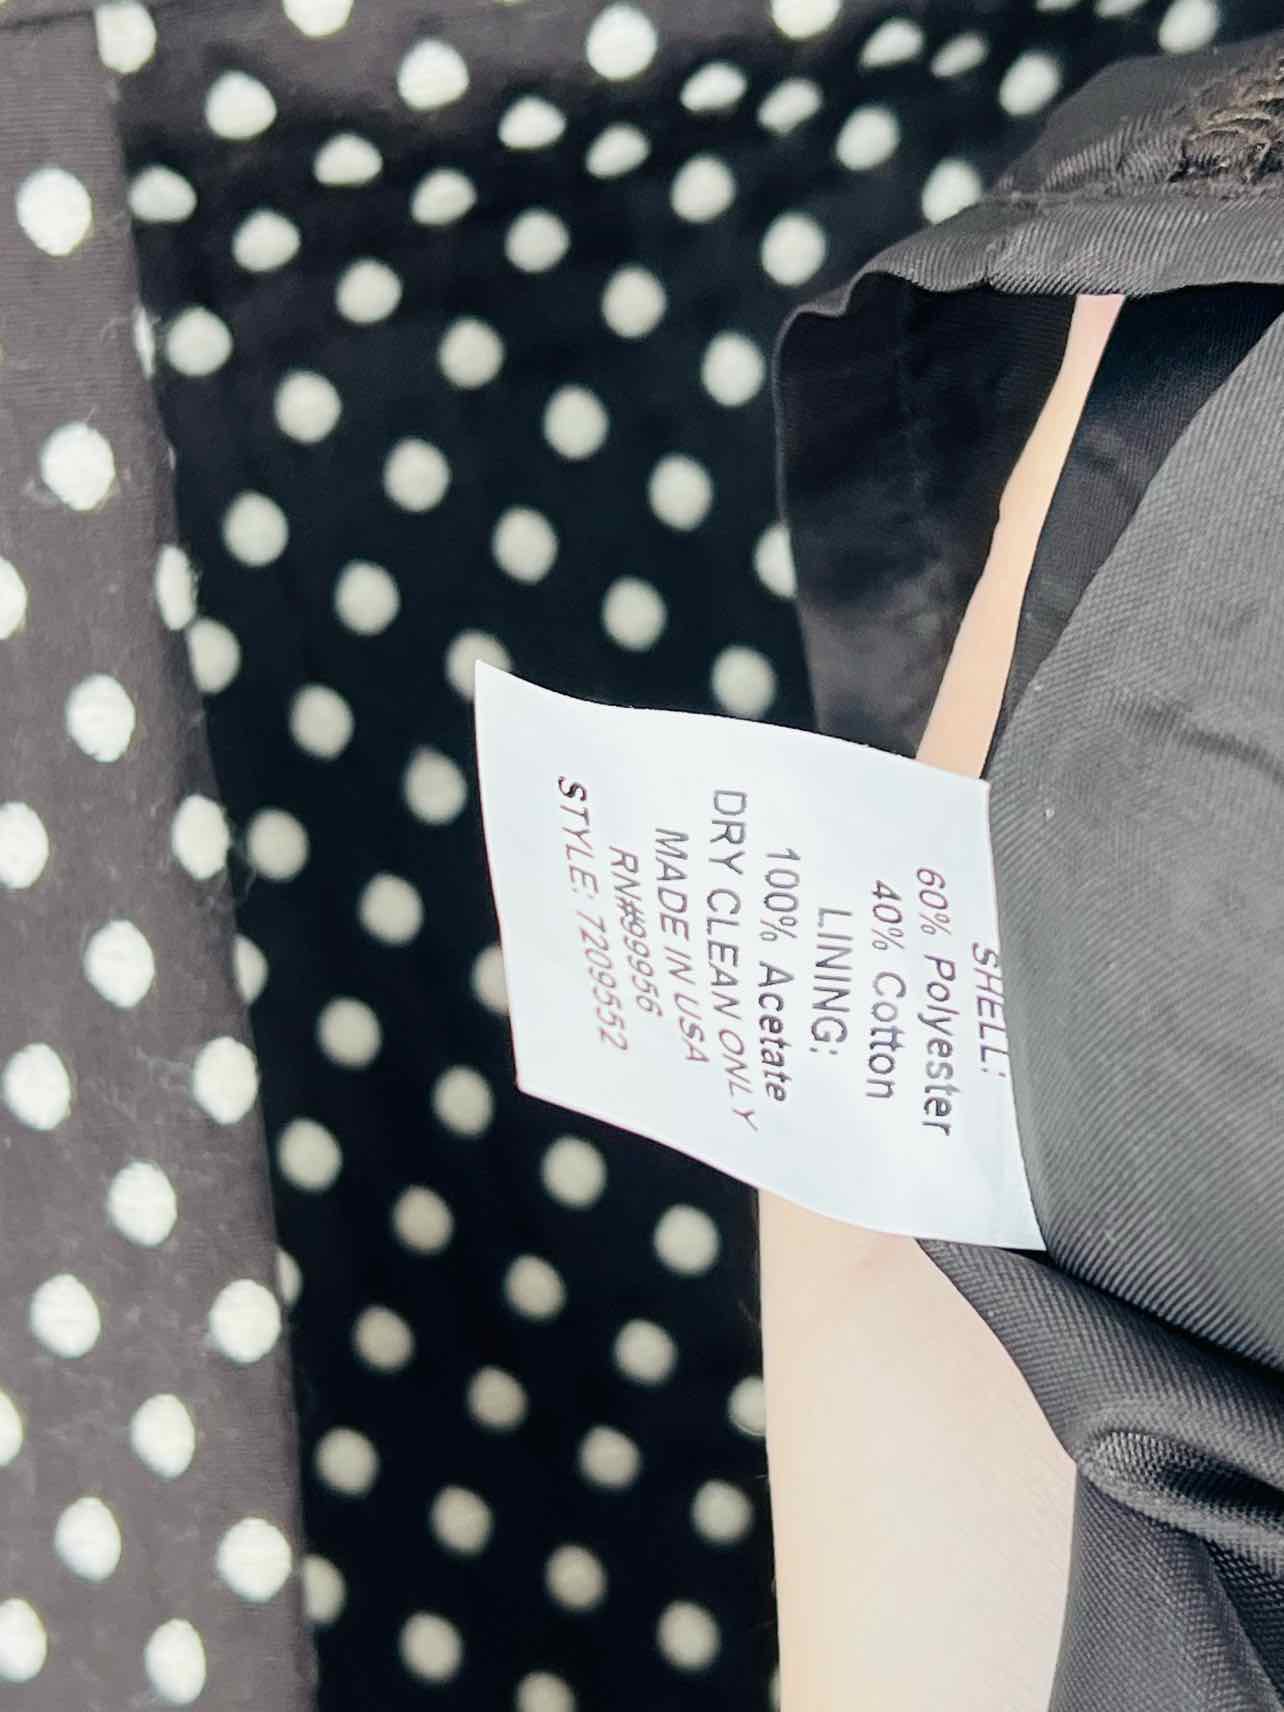 SHELL:
60% Polyester
40% Cotton
LINING:
100% Acetate
DRY CLEAN ONLY
MADE IN USA
RN#99956
STYLE: 7209552